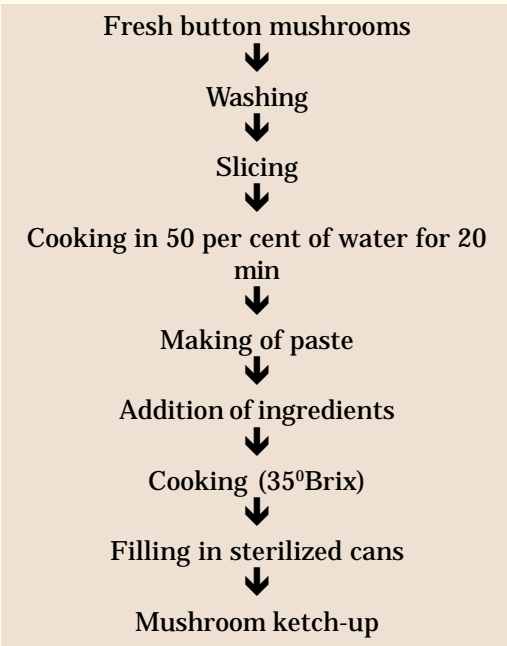 Fresh button mushrooms
Washing
Slicing
Cooking in 50 per cent of water for 20
min
Making of paste
Addition of ingredients
Cooking (35⁰Brix)
Filling in sterilized cans
Mushroom ketch-up